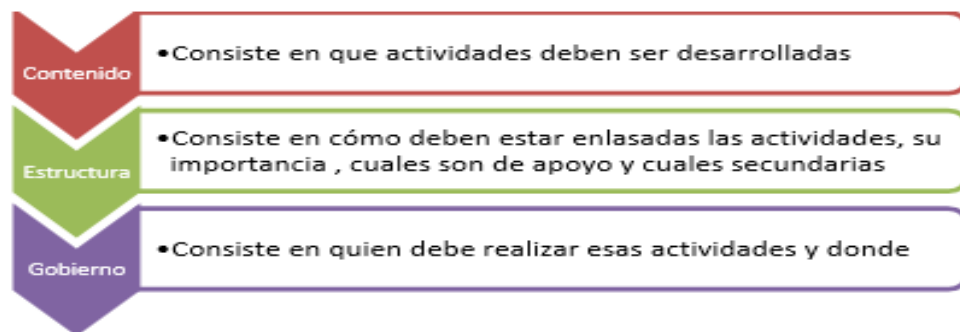 Contenido
•Consiste en que actividades deben ser desarrolladas
Estructura
•Consiste en cómo deben estar enlasadas las actividades, su
importancia , cuales son de apoyo y cuales secundarias
Gobierno
•Consiste en quien debe realizar esas actividades y donde